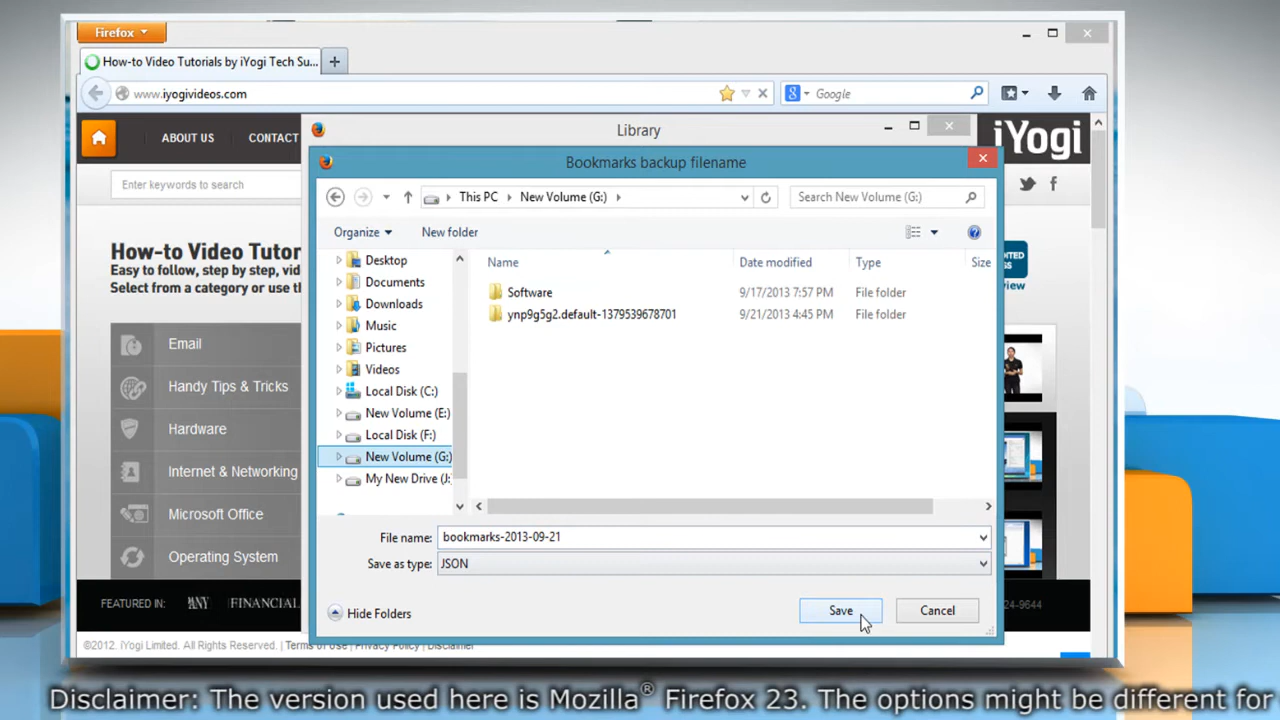 Firefox
How-to Video Tutorials by iYogi Tech Su...
www.iyogivideos.com
Google
ABOUT US
CONTACT
Library
iYogi
Bookmarks backup filename
Enter keywords to search
This PC
New Volume (G:)
Search New Volume (G:)
Organize
New folder
How-to Video Tutor
Easy to follow, step by step, vid
Select from a category or use th
Name
Date modified
Type
Size
Desktop
Documents
Downloads
Music
Pictures
Videos
Local Disk (C:)
New Volume (E:)
Local Disk (F:)
New Volume (G:)
My New Drive (J:
Software 9/17/2013 7:57 PM File folder
ynp9g5g2.default-1379539678701 9/21/2013 4:45 PM File folder
Email
Handy Tips & Tricks
Hardware
Internet & Networking
Microsoft Office
Operating System
File name: bookmarks-2013-09-21
Save as type: JSON
Hide Folders
Save
Cancel
FEATURED IN:
FINANCIAL
24-9644
©2012. iYogi Limited. All Rights Reserved. | Terms of Use | Privacy Policy | Disclaimer
Disclaimer: The version used here is Mozilla® Firefox 23. The options might be different for